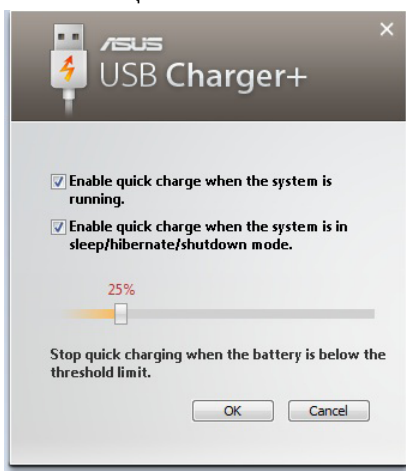 ASUS
USB Charger+
Enable quick charge when the system is
running.
Enable quick charge when the system is in
sleep/hibernate/shutdown mode.
25%
Stop quick charging when the battery is below the
threshold limit.
OK Cancel